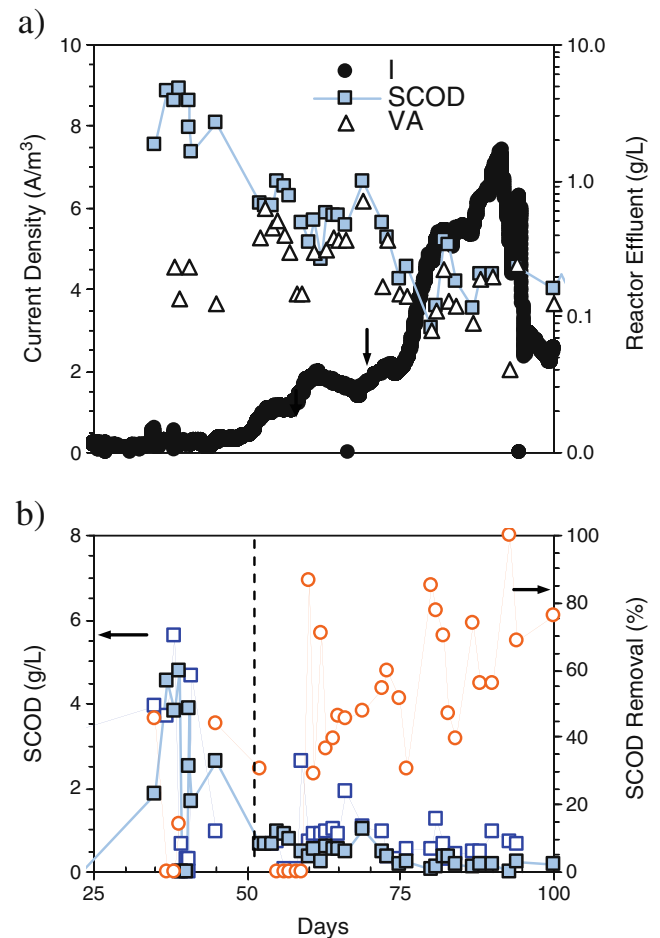 a)
10
8
6
4
2
0
Current Density (A/m³)
I
SCOD
VA
10.0
1.0
0.1
0.0
Reactor Effluent (g/L)
b)
8
6
4
2
0
SCOD (g/L)
100
80
60
40
20
0
SCOD Removal (%)
25
50
75
100
Days